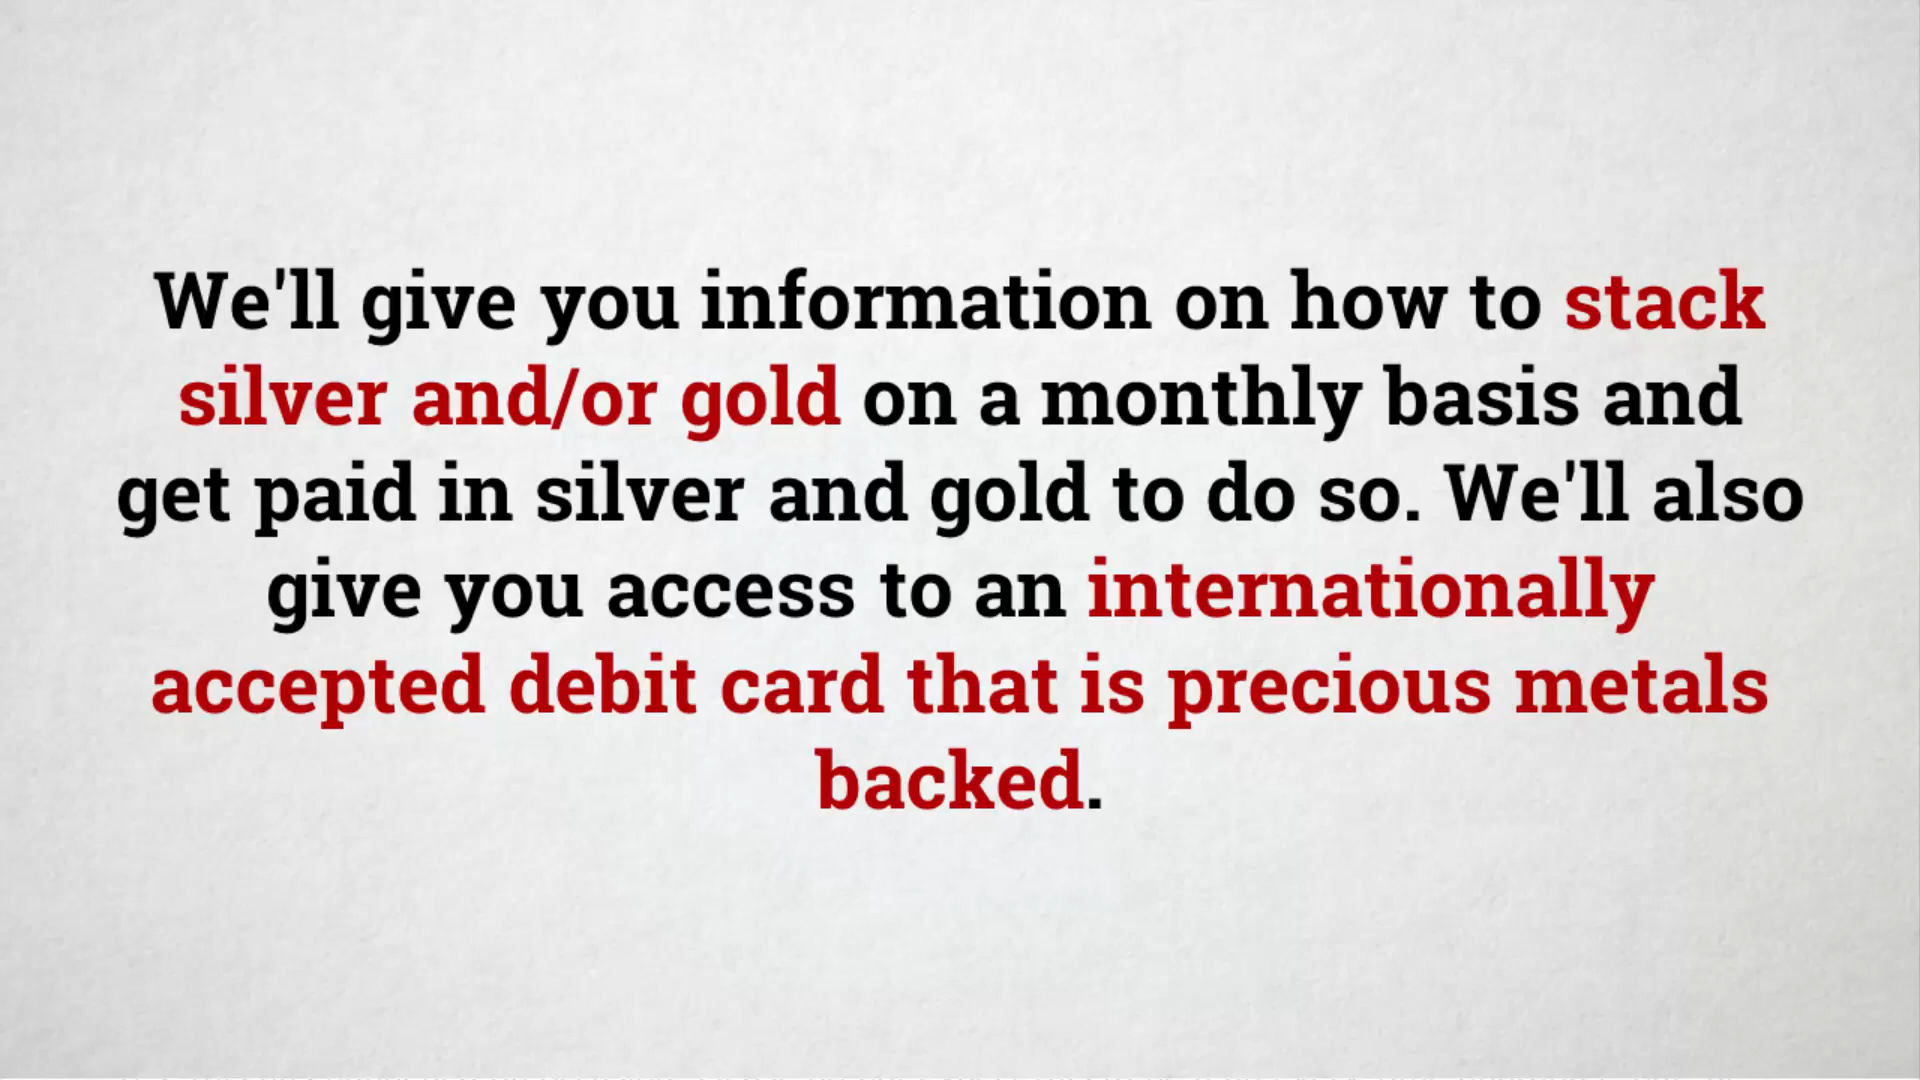 We'll give you information on how to stack
silver and/or gold on a monthly basis and
get paid in silver and gold to do so. We'll also
give you access to an internationally
accepted debit card that is precious metals
backed.